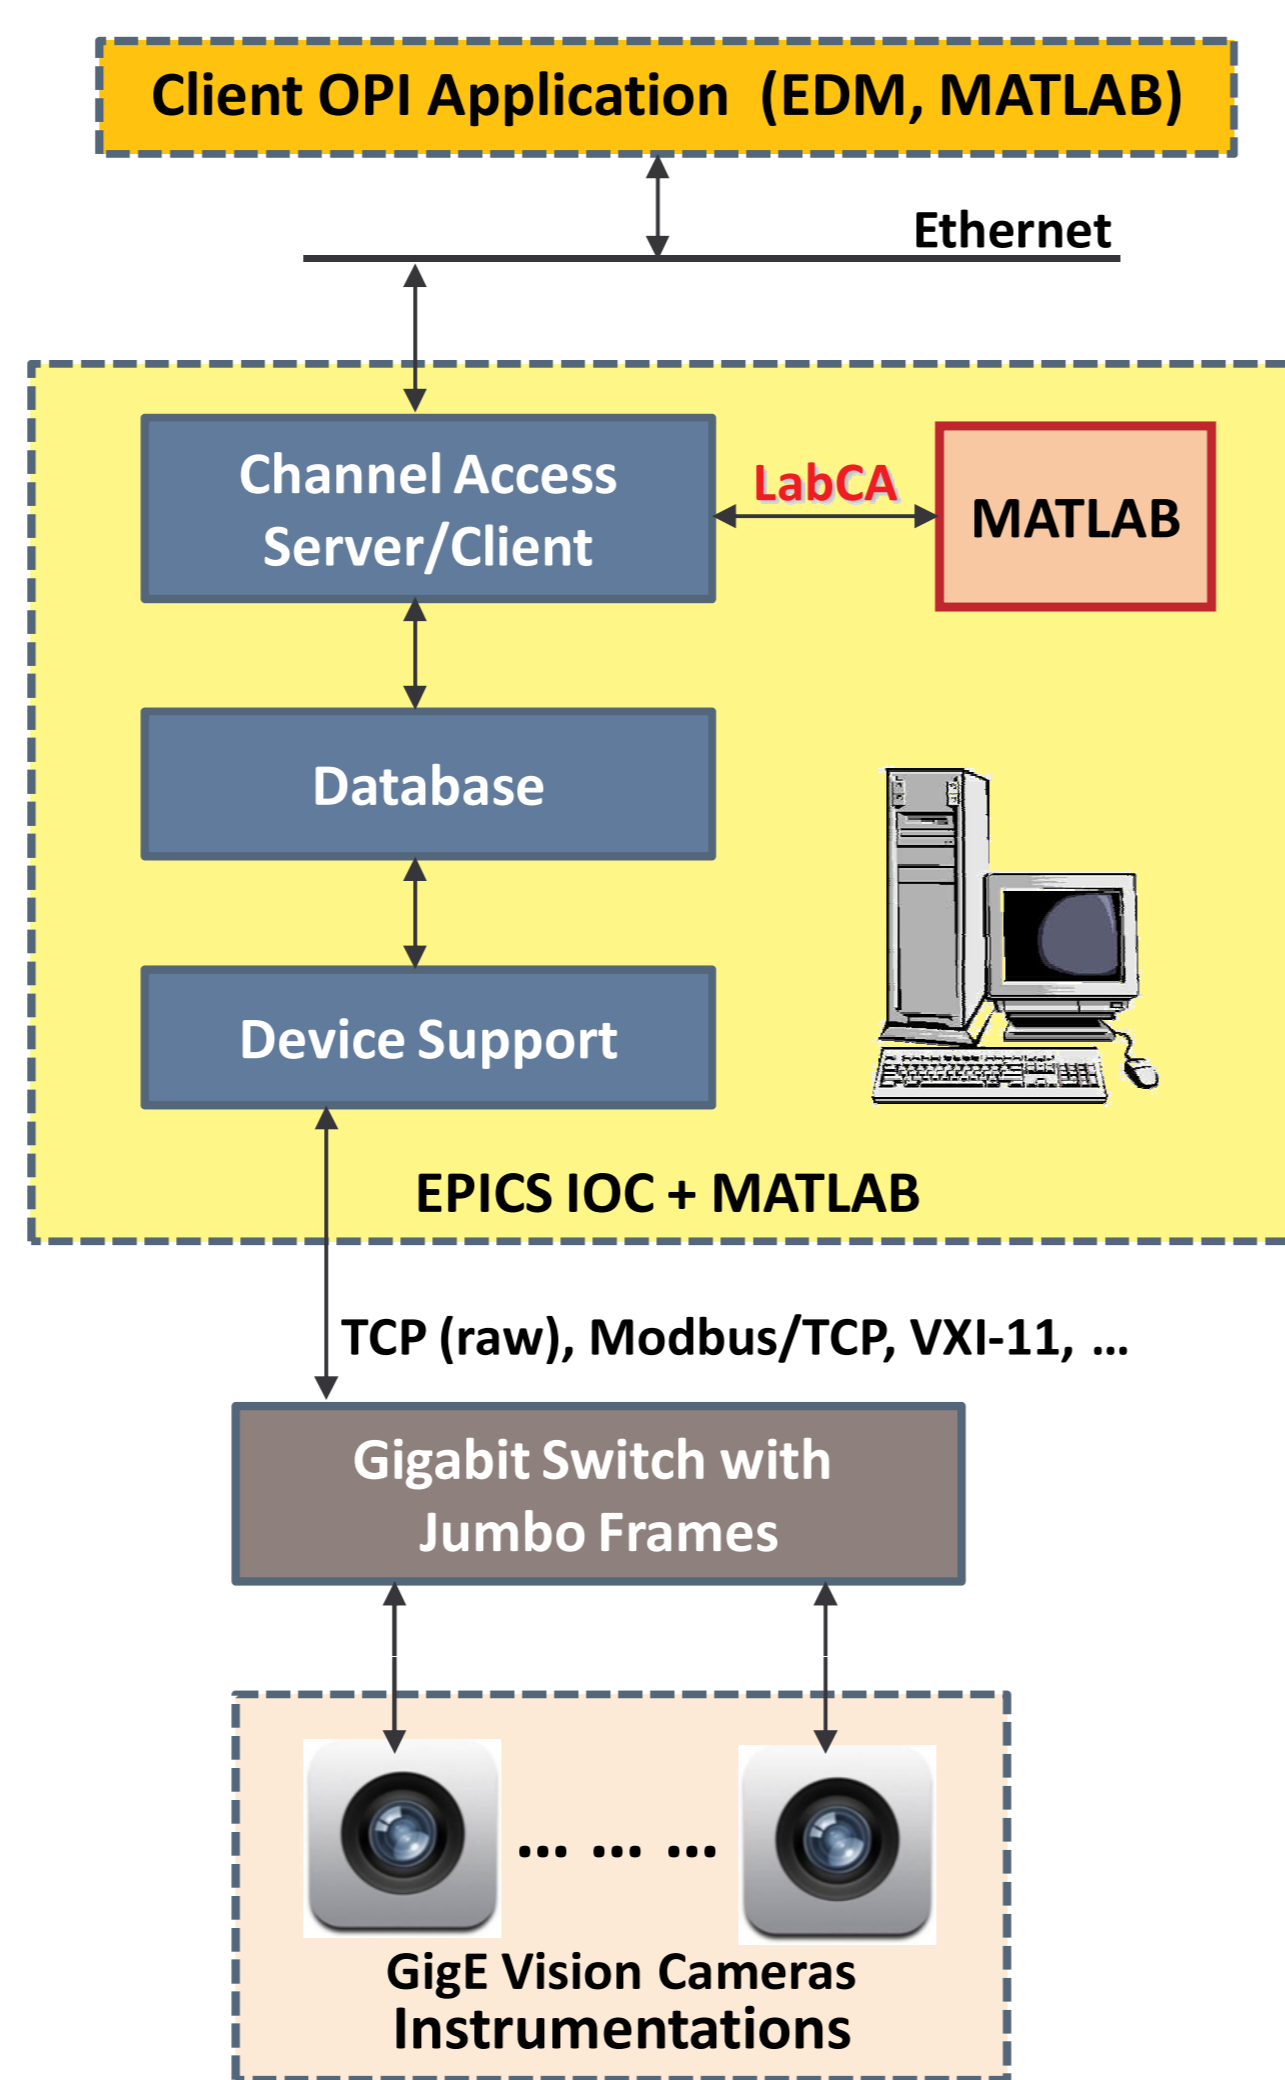 Client OPI Application (EDM, MATLAB)
Ethernet
Channel Access
Server/Client
LabCA
MATLAB
Database
Device Support
EPICS IOC + MATLAB
TCP (raw), Modbus/TCP, VXI-11, ...
Gigabit Switch with
Jumbo Frames
... ... ...
GigE Vision Cameras
Instrumentations